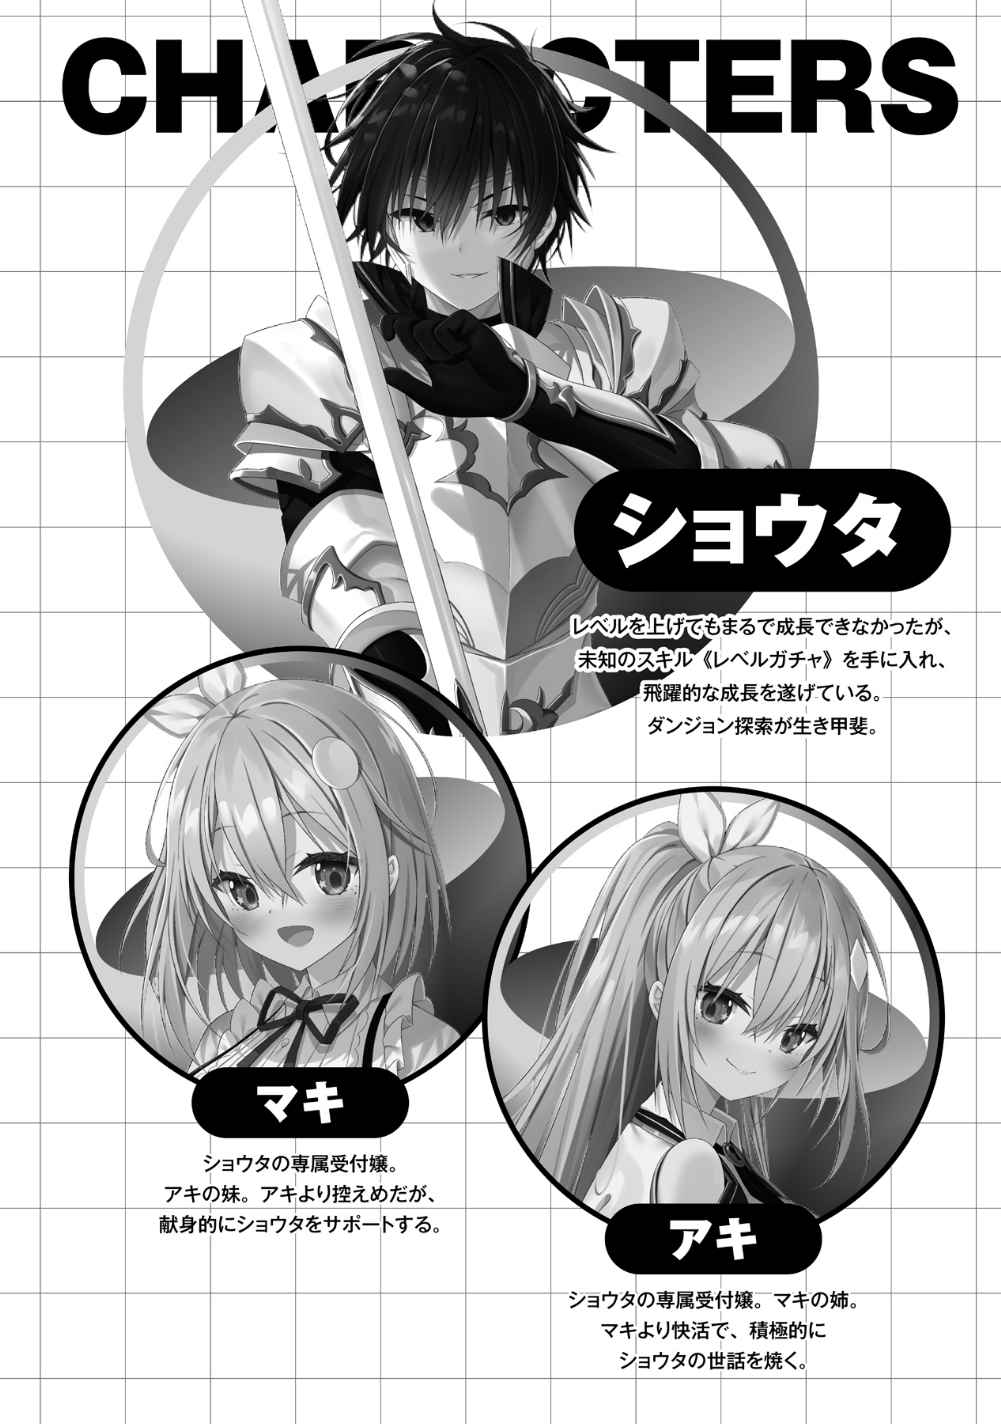 CHARACTERS
ショウタ
レベルを上げてもまるで成長できなかったが、
未知のスキル《レベルガチャ》を手に入れ、
飛躍的な成長を遂げている。
ダンジョン探索が生き甲斐。
マキ
ショウタの専属受付嬢。
アキの妹。アキより控えめだが、
献身的にショウタをサポートする。
アキ
ショウタの専属受付嬢。マキの姉。
マキより快活で、積極的に
ショウタの世話を焼く。